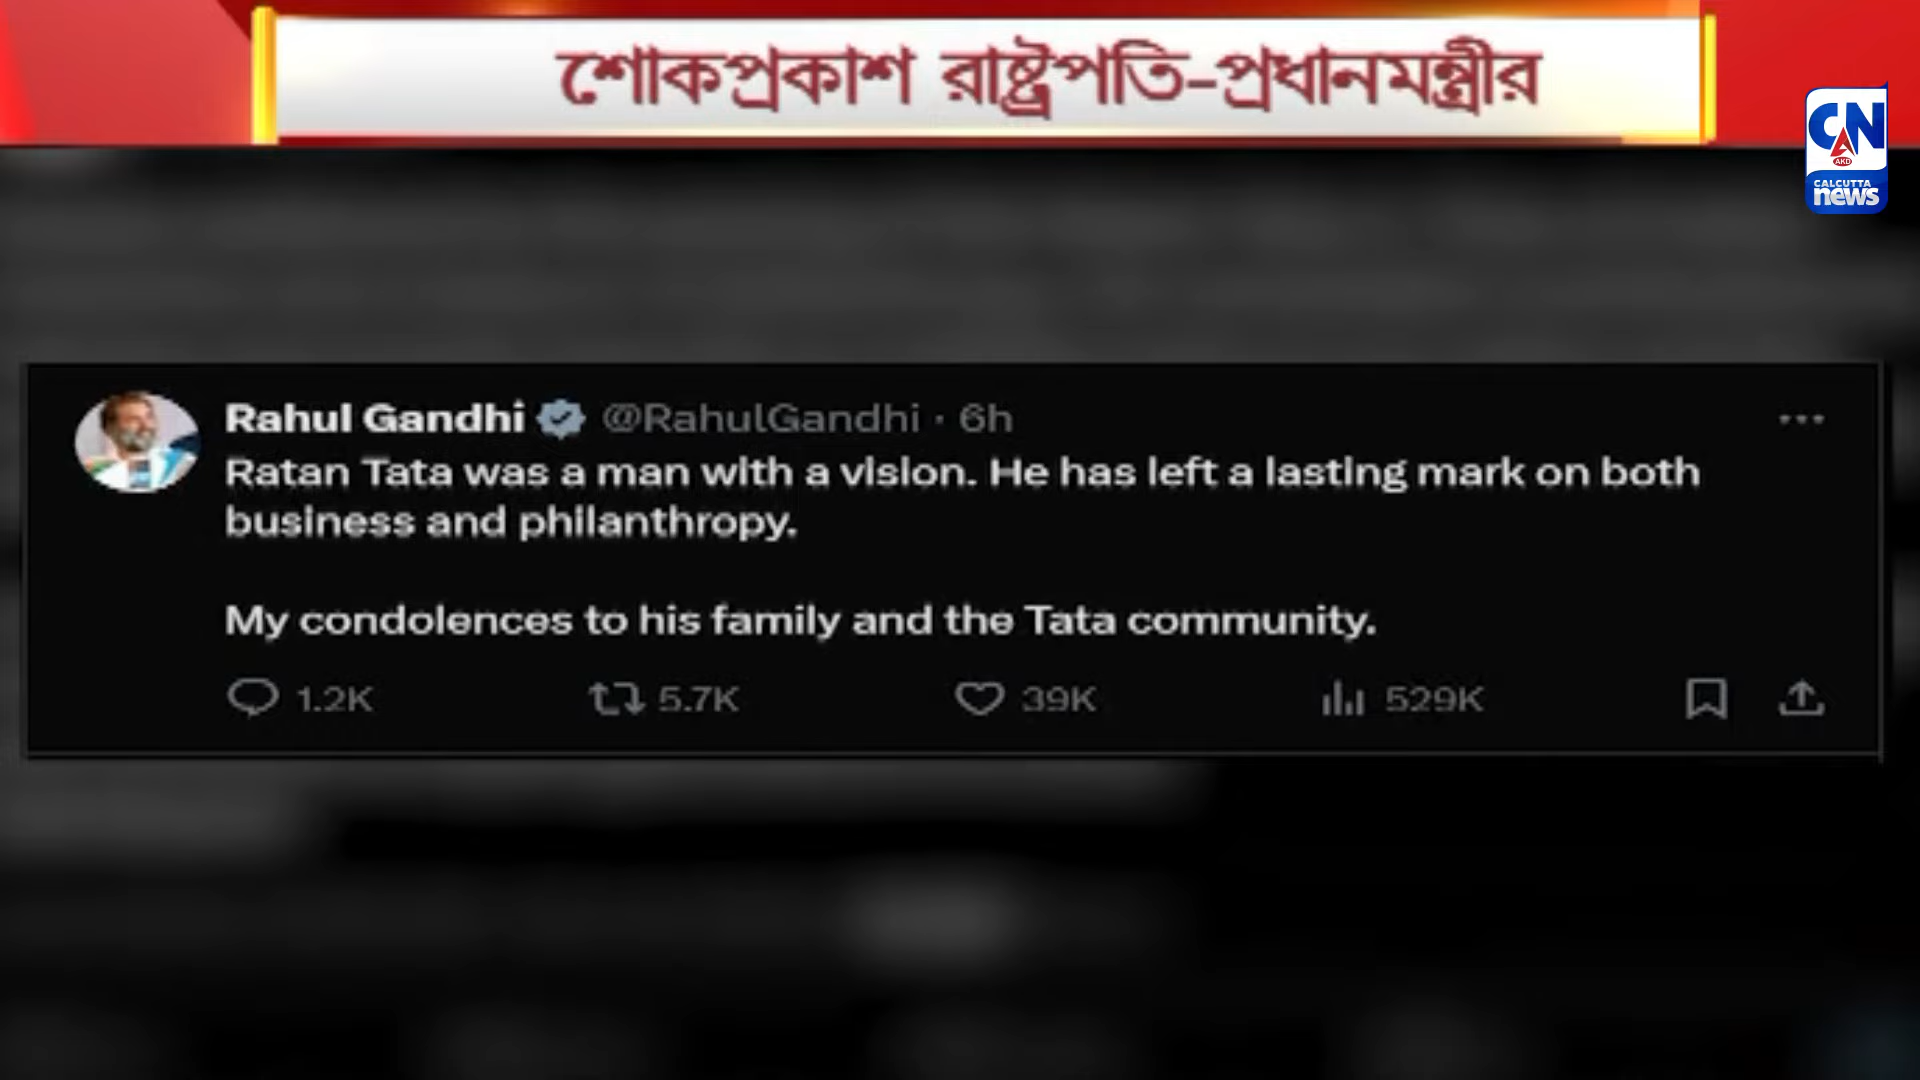 শোকপ্রকাশ রাষ্ট্রপতি-প্রধানমন্ত্রীর
CAN
AKD
CALCUTTA
news
Rahul Gandhi @RahulGandhi · 6h
Ratan Tata was a man with a vision. He has left a lasting mark on both
business and philanthropy.
My condolences to his family and the Tata community.
1.2K 5.7K 39K 529K